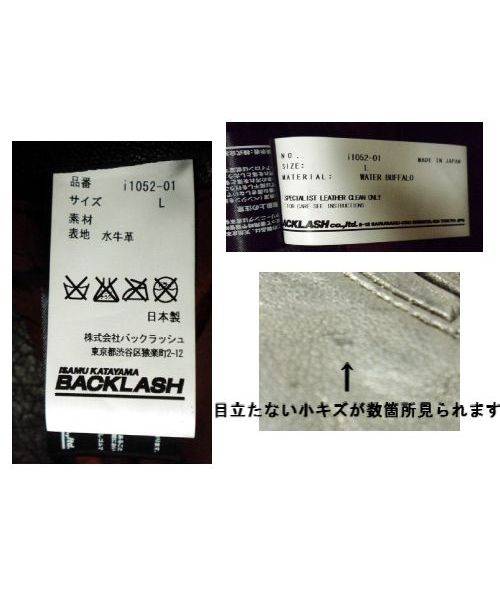 品番 i1052-01
サイズ L
素材
表地 水牛革
日本製
株式会社バックラッシュ
東京都渋谷区猿楽町2-12
ISAMU KATAYAMA
BACKLASH
NO. i1052-01 MADE IN JAPAN
SIZE: L
MATERIAL: WATER BUFFALO
SPECIALIST LEATHER CLEAN ONLY
FOR CARE SEE INSTRUCTIONS
BACKLASH co.,ltd.
目立たない小キズが数箇所見られます